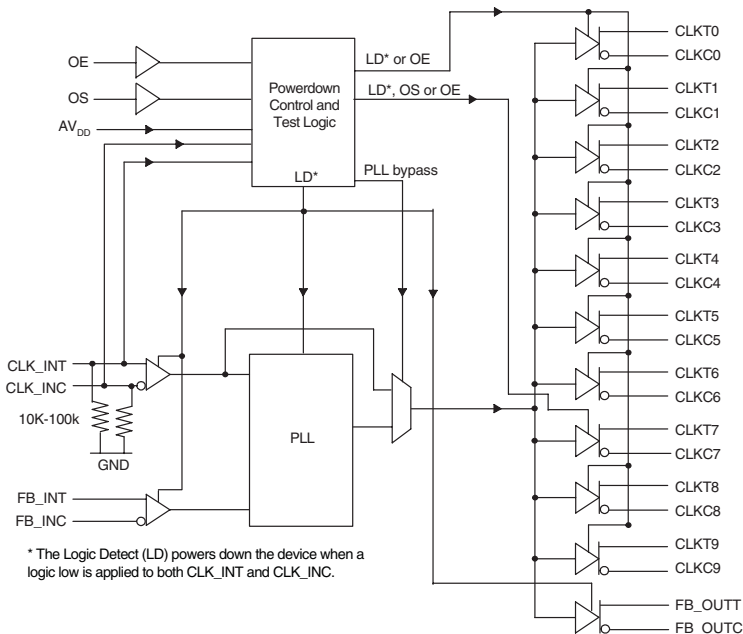 LD* or OE
CLKT0
CLKC0
OE
OS
AVDD
Powerdown
Control and
Test Logic
LD*
LD*, OS or OE
PLL bypass
CLKT1
CLKC1
CLKT2
CLKC2
CLKT3
CLKC3
CLKT4
CLKC4
CLKT5
CLKC5
CLK_INT
CLK_INC
10K-100k
GND
PLL
CLKT6
CLKC6
CLKT7
CLKC7
FB_INT
FB_INC
CLKT8
CLKC8
CLKT9
CLKC9
* The Logic Detect (LD) powers down the device when a
logic low is applied to both CLK_INT and CLK_INC.
FB_OUTT
FB_OUTC